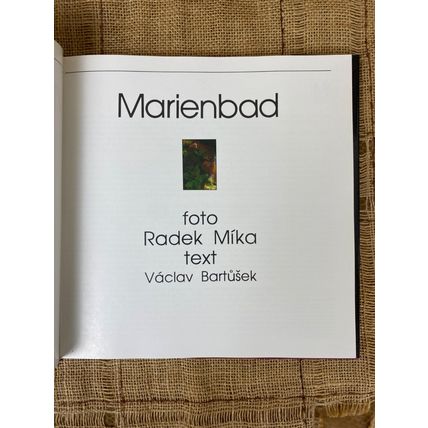 Marienbad
foto
Radek Míka
text
Václav Bartůšek